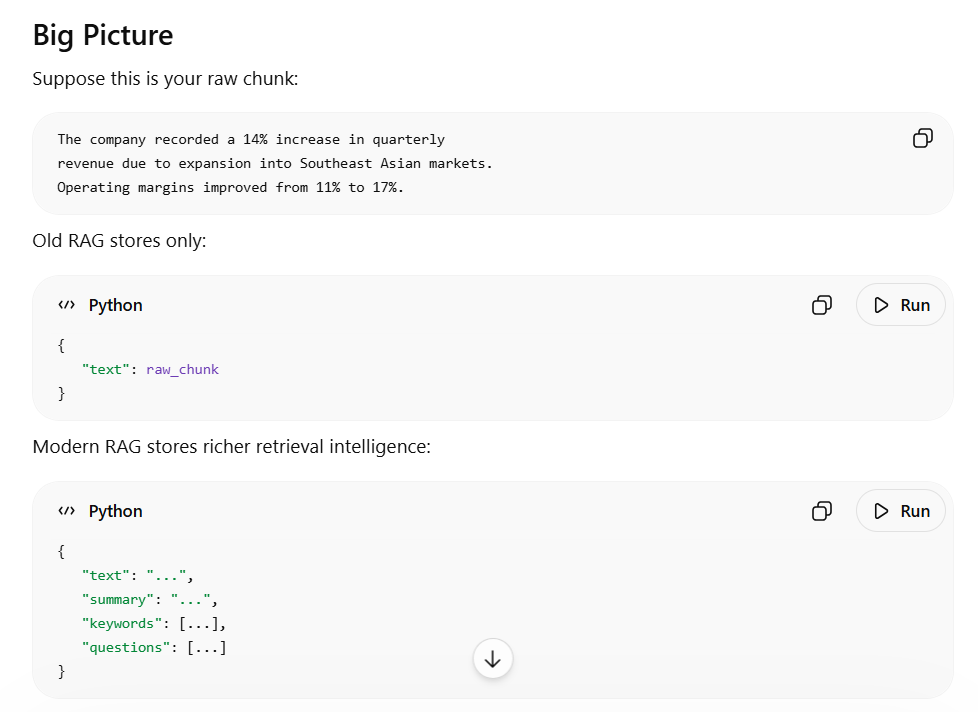 Big Picture
Suppose this is your raw chunk:
The company recorded a 14% increase in quarterly
revenue due to expansion into Southeast Asian markets.
Operating margins improved from 11% to 17%.
Old RAG stores only:
Python
Run
{
"text": raw_chunk
}
Modern RAG stores richer retrieval intelligence:
Python
Run
{
"text": "...",
"summary": "...",
"keywords": [...],
"questions": [...]
}